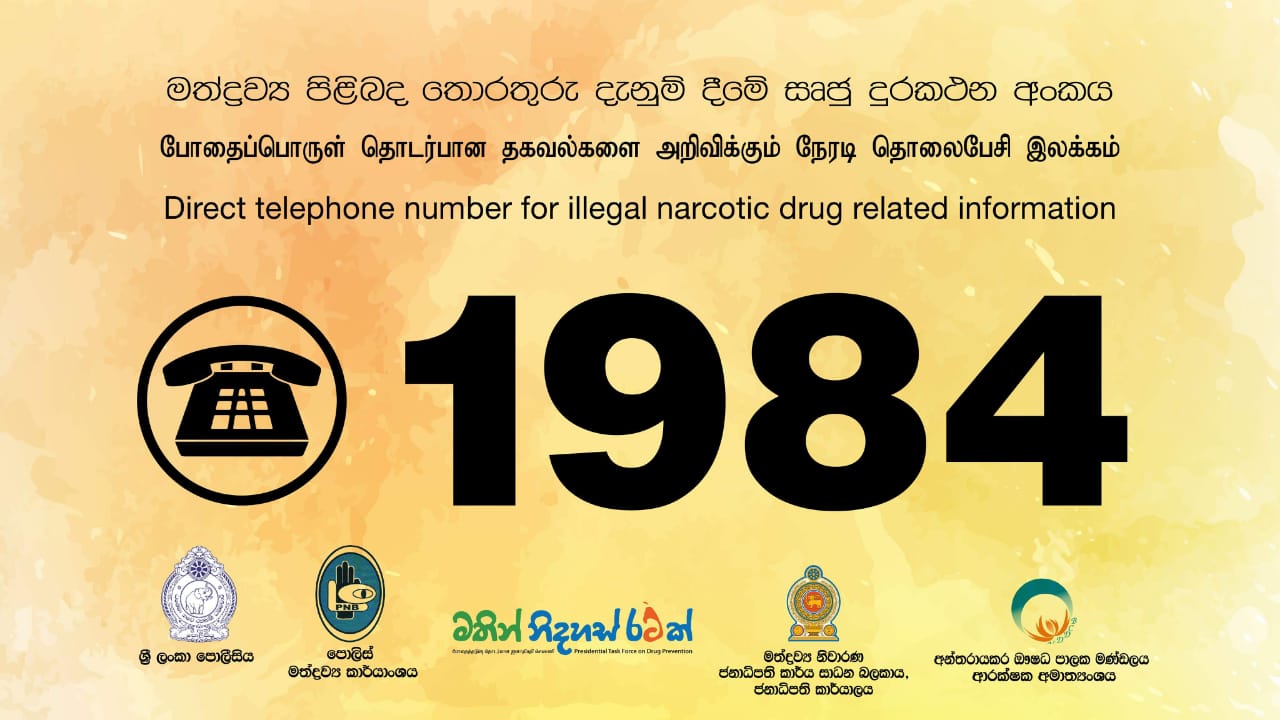 මත්ද්‍රව්‍ය පිළිබඳ තොරතුරු දැනුම් දීමේ සෘජු දුරකථන අංකය
போதைப்பொருள் தொடர்பான தகவல்களை அறிவிக்கும் நேரடி தொலைபேசி இலக்கம்
Direct telephone number for illegal narcotic drug related information
1984
ශ්‍රී ලංකා පොලීසිය
PNB
පොලිස්
මත්ද්‍රව්‍ය කාර්යාංශය
මතින් නිදහස් රටක්
Presidential Task Force on Drug Prevention
මත්ද්‍රව්‍ය නිවාරණ
ජනාධිපති කාර්ය සාධන බලකාය,
ජනාධිපති කාර්යාලය
අන්තරායකර ඖෂධ පාලක මණ්ඩලය
ආරක්ෂක අමාත්‍යංශය